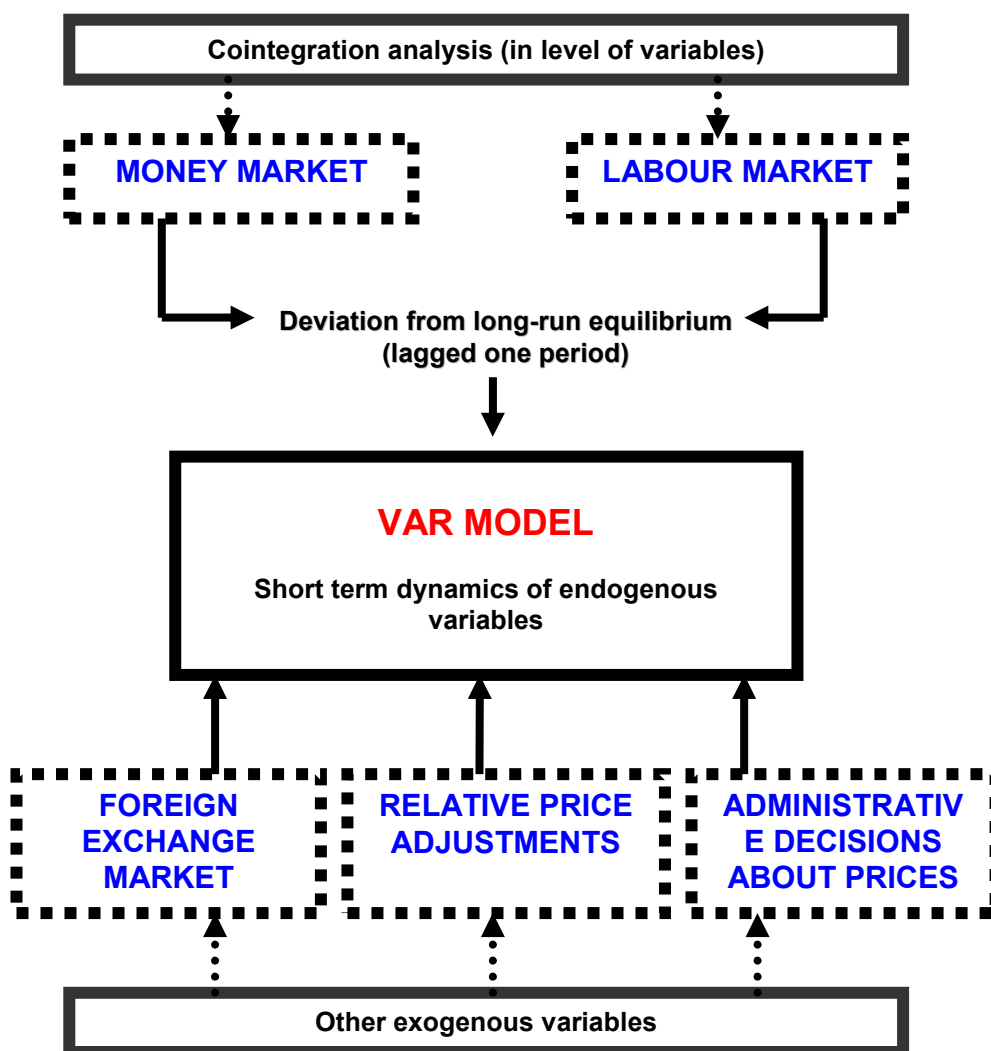 Cointegration analysis (in level of variables)
MONEY MARKET
LABOUR MARKET
Deviation from long-run equilibrium
(lagged one period)
VAR MODEL
Short term dynamics of endogenous
variables
FOREIGN
EXCHANGE
MARKET
RELATIVE PRICE
ADJUSTMENTS
ADMINISTRATIV
E DECISIONS
ABOUT PRICES
Other exogenous variables